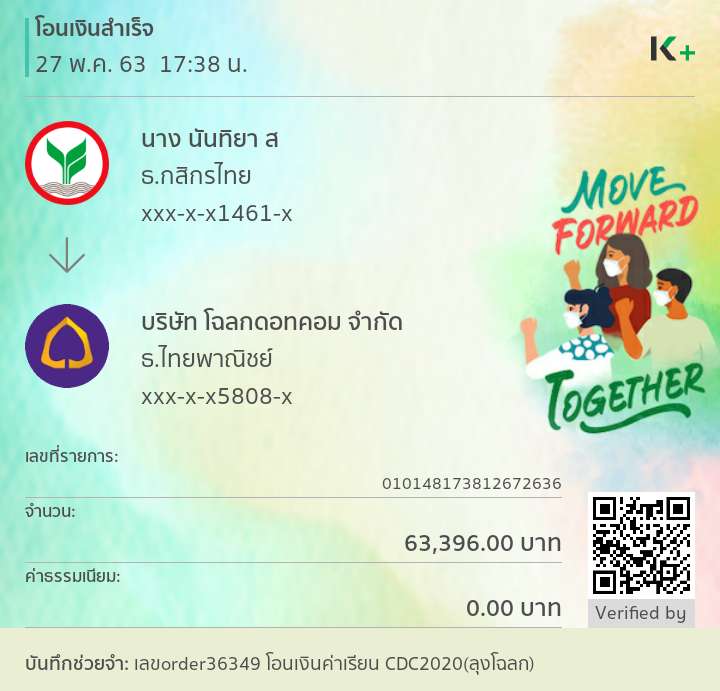 โอนเงินสำเร็จ
27 พ.ค. 63 17:38 น.
K+
นาง นันทิยา ส
ธ.กสิกรไทย
xxx-x-x1461-x
MOVE
FORWARD
TOGETHER
บริษัท โฉลกดอทคอม จำกัด
ธ.ไทยพาณิชย์
xxx-x-x5808-x
เลขที่รายการ:
010148173812672636
จำนวน:
63,396.00 บาท
ค่าธรรมเนียม:
0.00 บาท
Verified by
บันทึกช่วยจำ: เลขorder36349 โอนเงินค่าเรียน CDC2020(ลุงโฉลก)